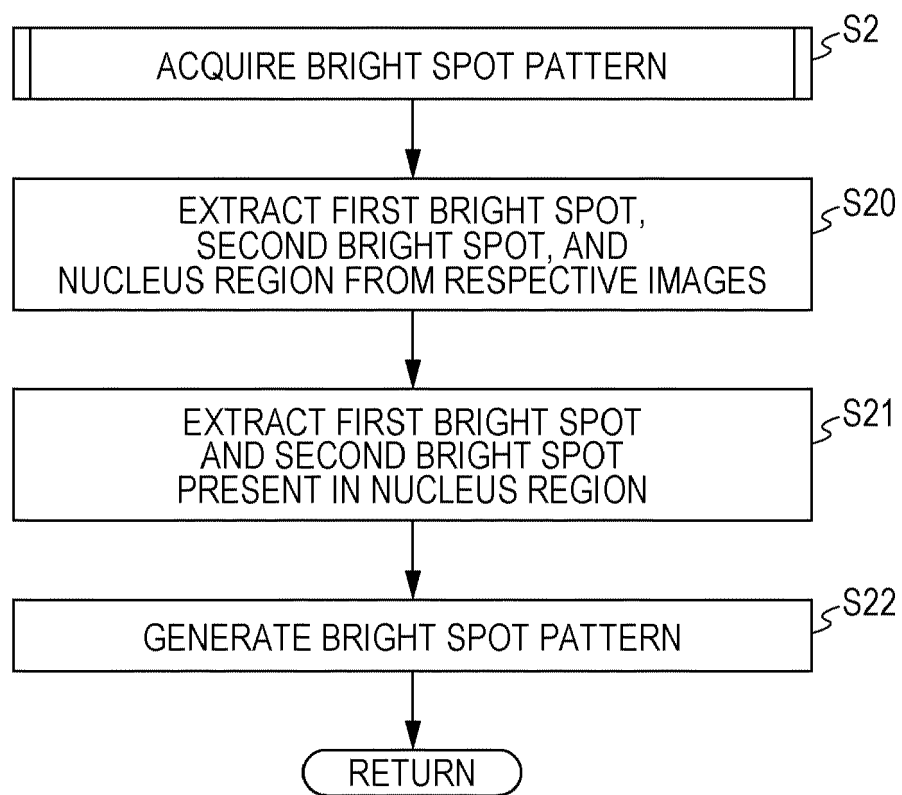 S2
ACQUIRE BRIGHT SPOT PATTERN
S20
EXTRACT FIRST BRIGHT SPOT,
SECOND BRIGHT SPOT, AND
NUCLEUS REGION FROM RESPECTIVE IMAGES
S21
EXTRACT FIRST BRIGHT SPOT
AND SECOND BRIGHT SPOT
PRESENT IN NUCLEUS REGION
S22
GENERATE BRIGHT SPOT PATTERN
RETURN